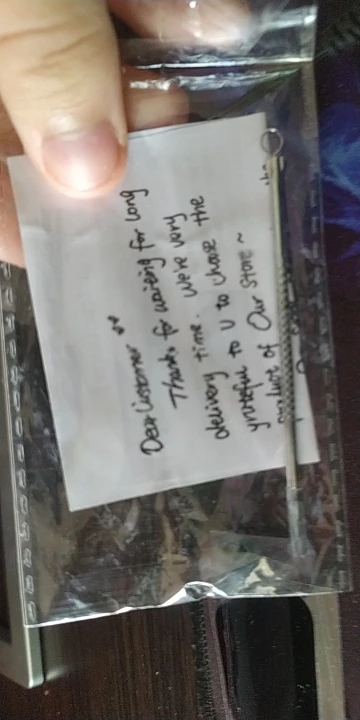 Dear Customer ^^
Thanks for waiting for long
delivery time. We're very
grateful to u to chose the
product of Our Store ~